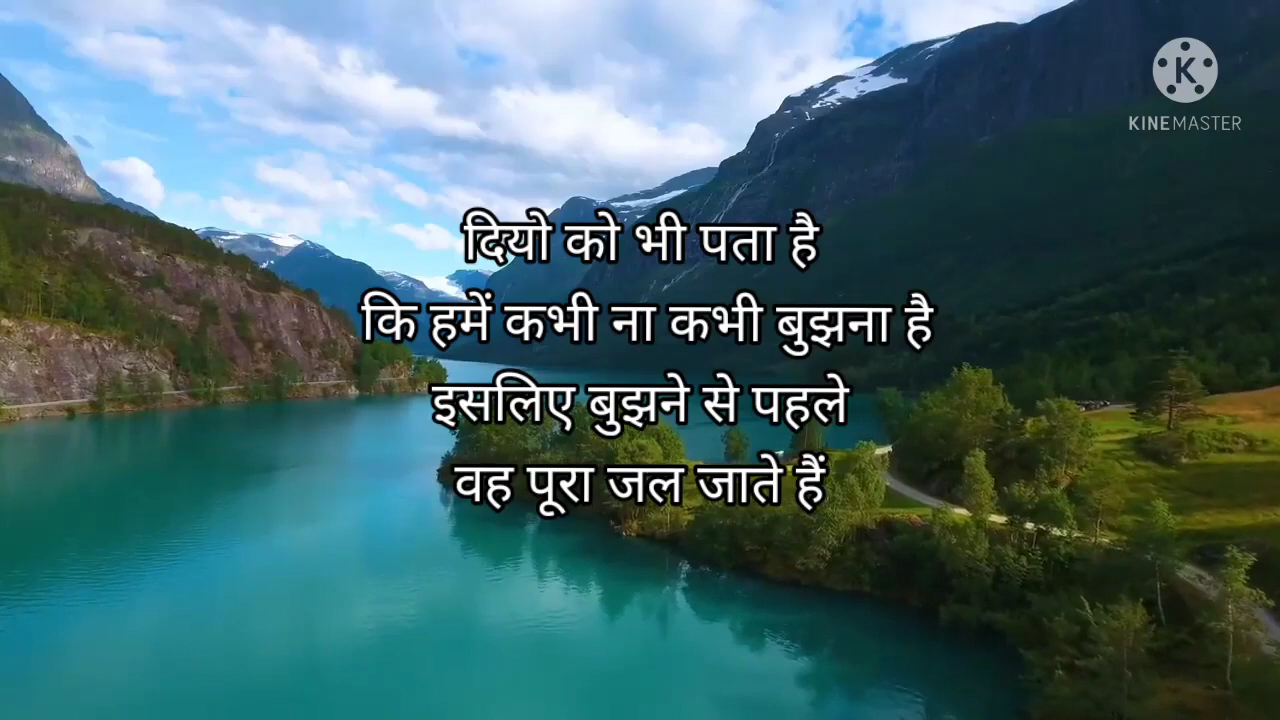 K
KINEMASTER
दियो को भी पता है
कि हमें कभी ना कभी बुझना है
इसलिए बुझने से पहले
वह पूरा जल जाते हैं